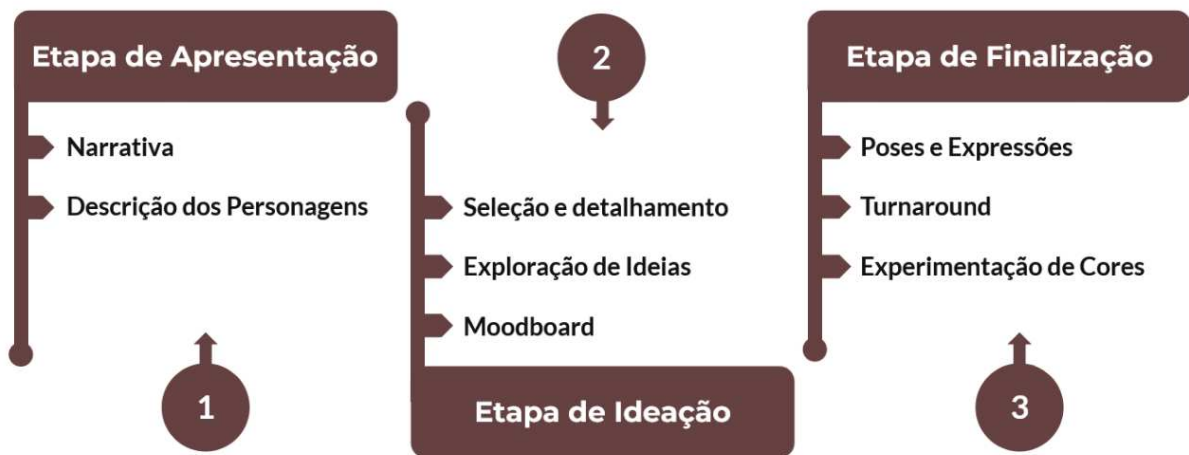 Etapa de Apresentação
Narrativa
Descrição dos Personagens
1
2
Seleção e detalhamento
Exploração de Ideias
Moodboard
Etapa de Ideação
Etapa de Finalização
Poses e Expressões
Turnaround
Experimentação de Cores
3